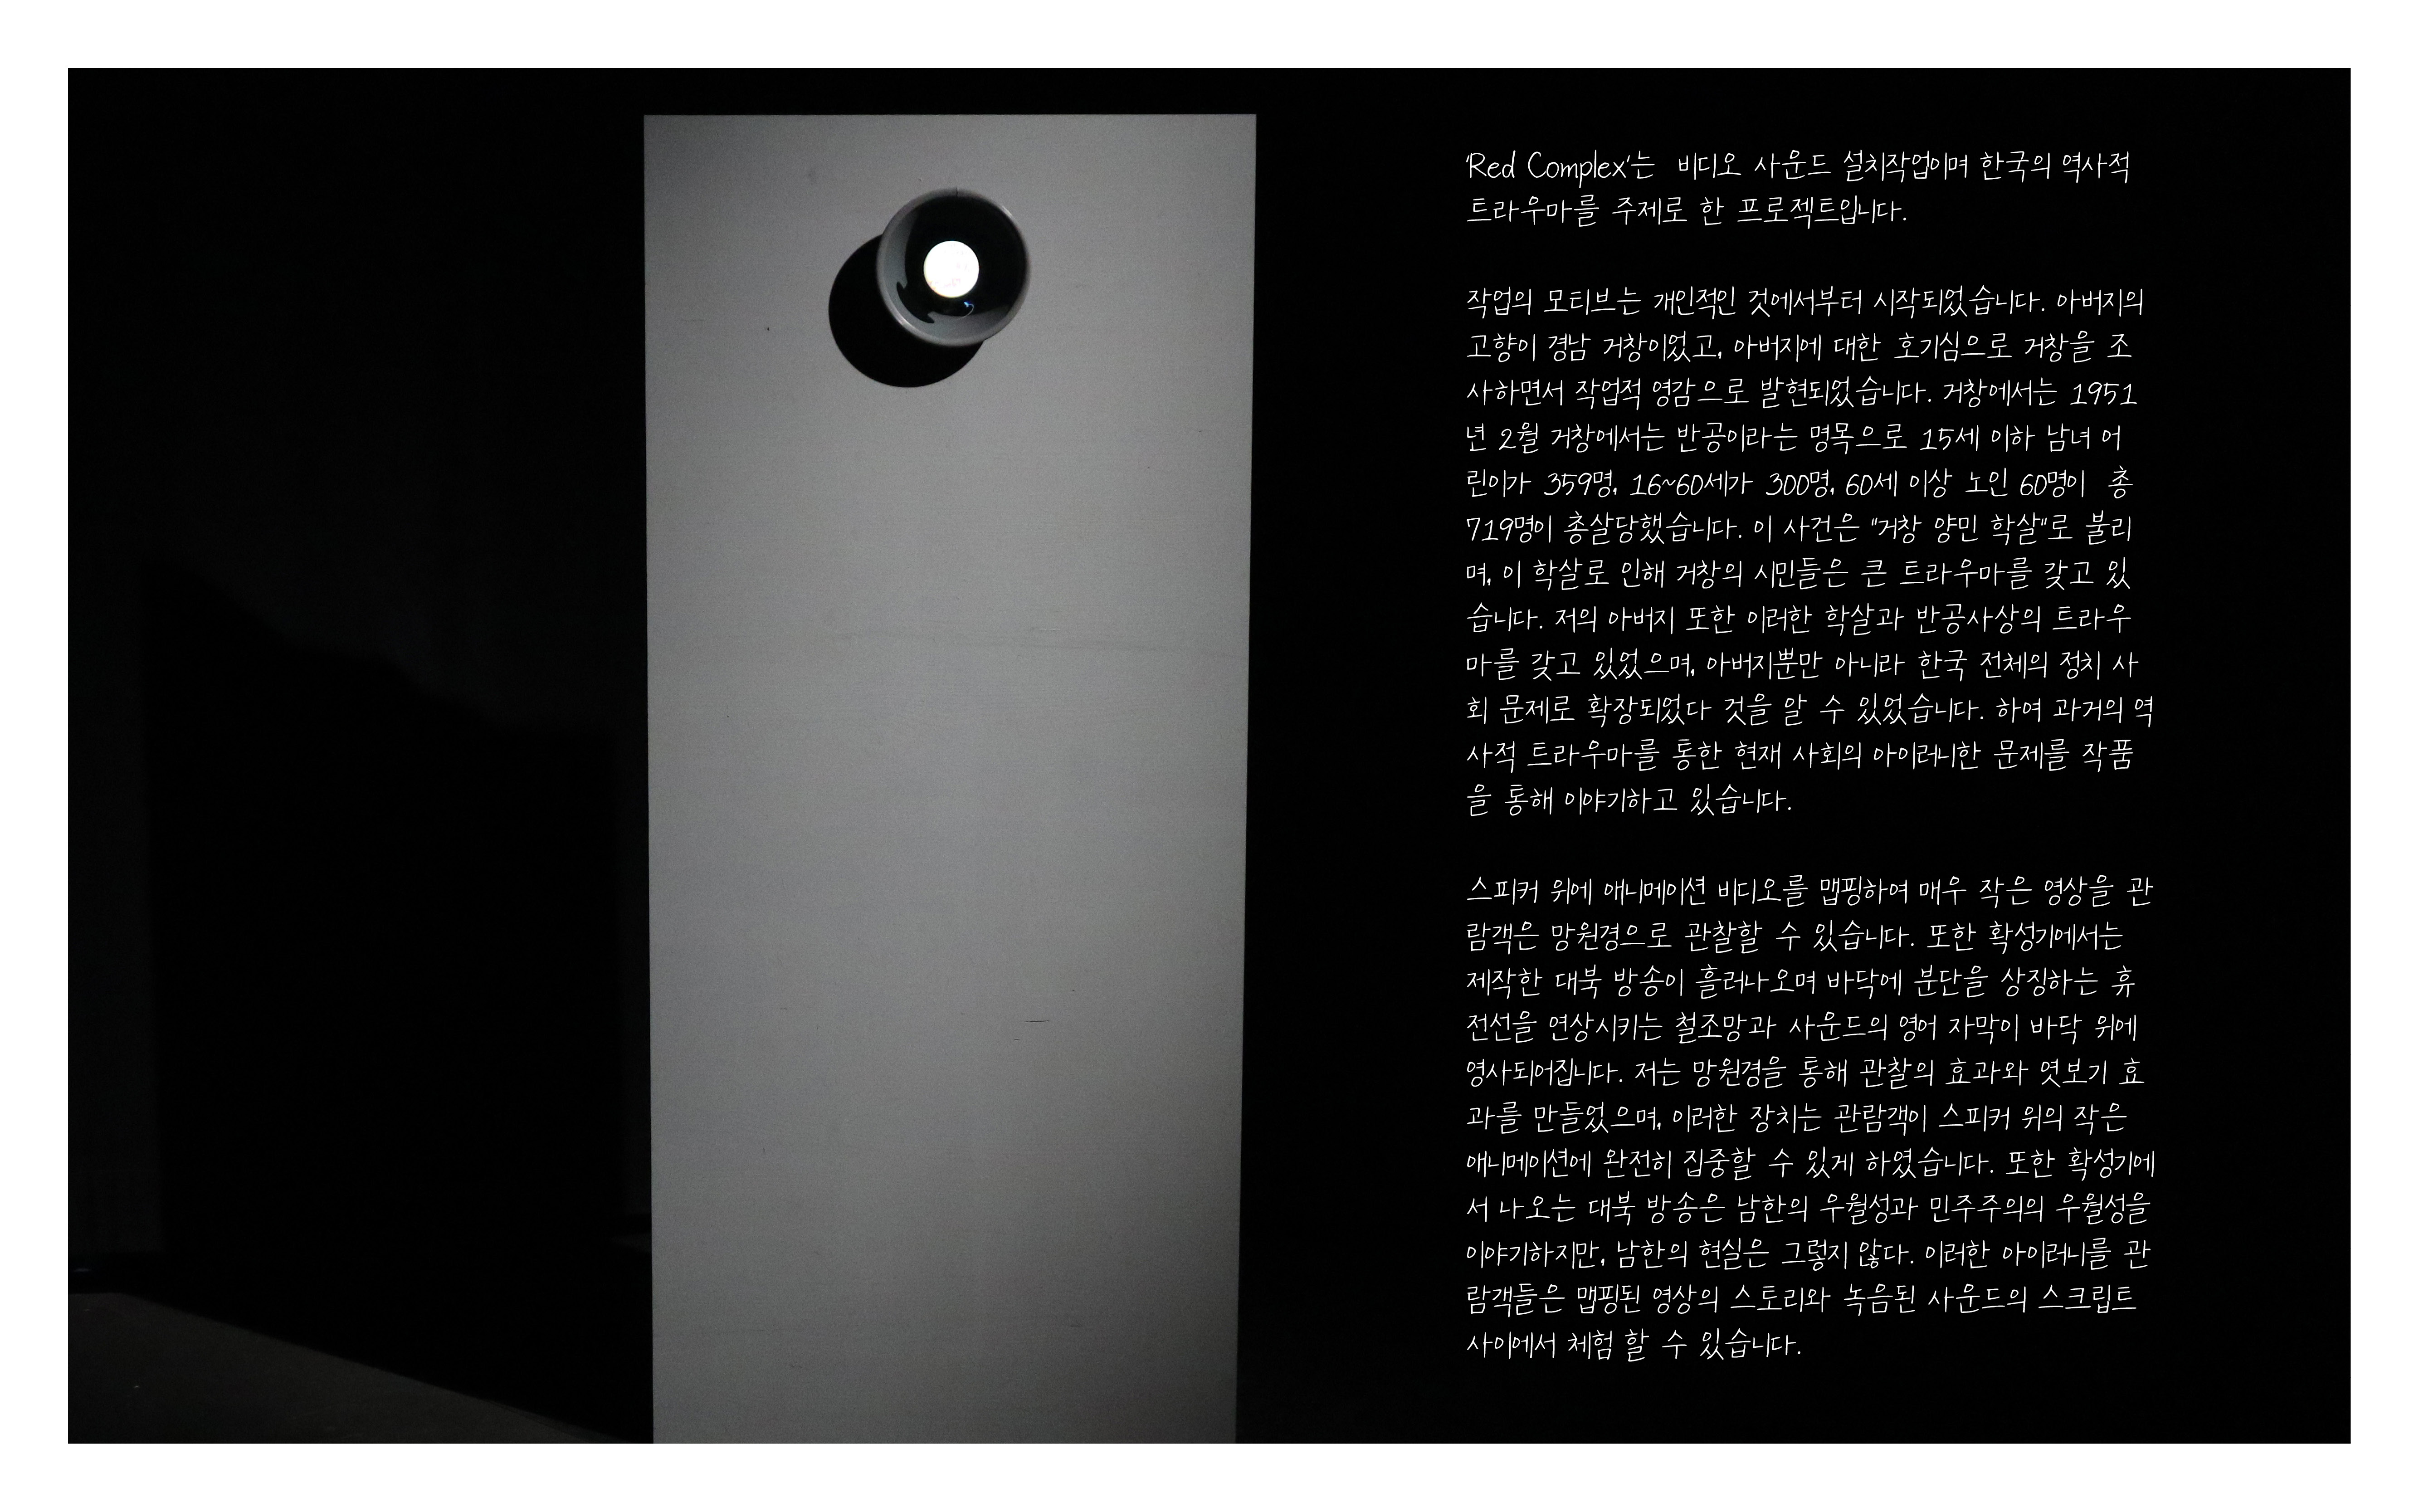 'Red Complex'는 비디오 사운드 설치작업이며 한국의 역사적
트라우마를 주제로 한 프로젝트입니다.
작업의 모티브는 개인적인 것에서부터 시작되었습니다. 아버지의
고향이 경남 거창이었고, 아버지에 대한 호기심으로 거창을 조
사하면서 작업적 영감으로 발현되었습니다. 거창에서는 1951
년 2월 거창에서는 반공이라는 명목으로 15세 이하 남녀 어
린이가 359명, 16~60세가 300명, 60세 이상 노인 60명이 총
719명이 총살당했습니다. 이 사건은 "거창 양민 학살"로 불리
며, 이 학살로 인해 거창의 시민들은 큰 트라우마를 갖고 있
습니다. 저의 아버지 또한 이러한 학살과 반공사상의 트라우
마를 갖고 있었으며, 아버지뿐만 아니라 한국 전체의 정치 사
회 문제로 확장되었다 것을 알 수 있었습니다. 하여 과거의 역
사적 트라우마를 통한 현재 사회의 아이러니한 문제를 작품
을 통해 이야기하고 있습니다.
스피커 위에 애니메이션 비디오를 맵핑하여 매우 작은 영상을 관
람객은 망원경으로 관찰할 수 있습니다. 또한 확성기에서는
제작한 대북 방송이 흘러나오며 바닥에 분단을 상징하는 휴
전선을 연상시키는 철조망과 사운드의 영어 자막이 바닥 위에
영사되어집니다. 저는 망원경을 통해 관찰의 효과와 엿보기 효
과를 만들었으며, 이러한 장치는 관람객이 스피커 위의 작은
애니메이션에 완전히 집중할 수 있게 하였습니다. 또한 확성기에
서 나오는 대북 방송은 남한의 우월성과 민주주의의 우월성을
이야기하지만, 남한의 현실은 그렇지 않다. 이러한 아이러니를 관
람객들은 맵핑된 영상의 스토리와 녹음된 사운드의 스크립트
사이에서 체험 할 수 있습니다.